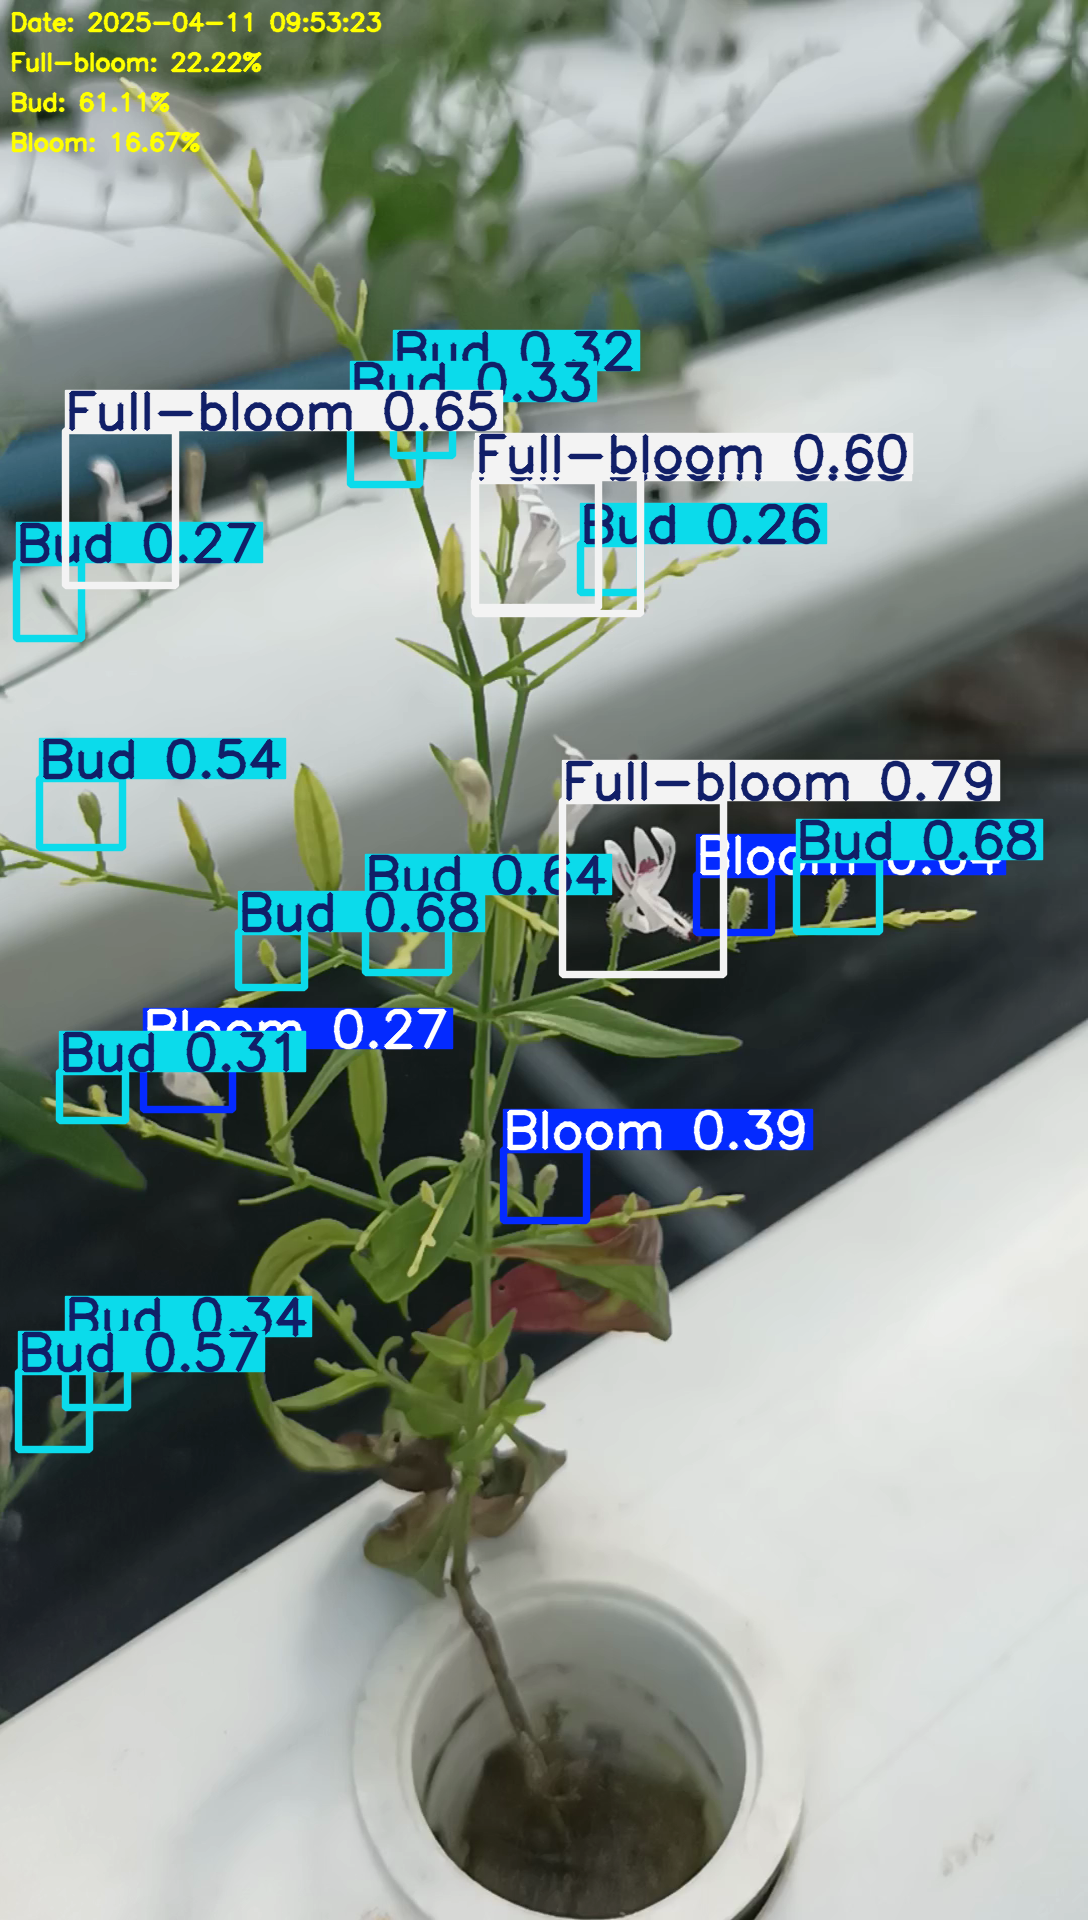 Date: 2025-04-11 09:53:23
Full-bloom: 22.22%
Bud: 61.11%
Bloom: 16.67%
Bud 0.32
Bud 0.33
Full-bloom 0.65
Full-bloom 0.60
Bud 0.26
Bud 0.27
Bud 0.54
Full-bloom 0.79
Bud 0.68
Bloom 0.64
Bud 0.64
Bud 0.68
Bloom 0.27
Bud 0.31
Bloom 0.39
Bud 0.34
Bud 0.57